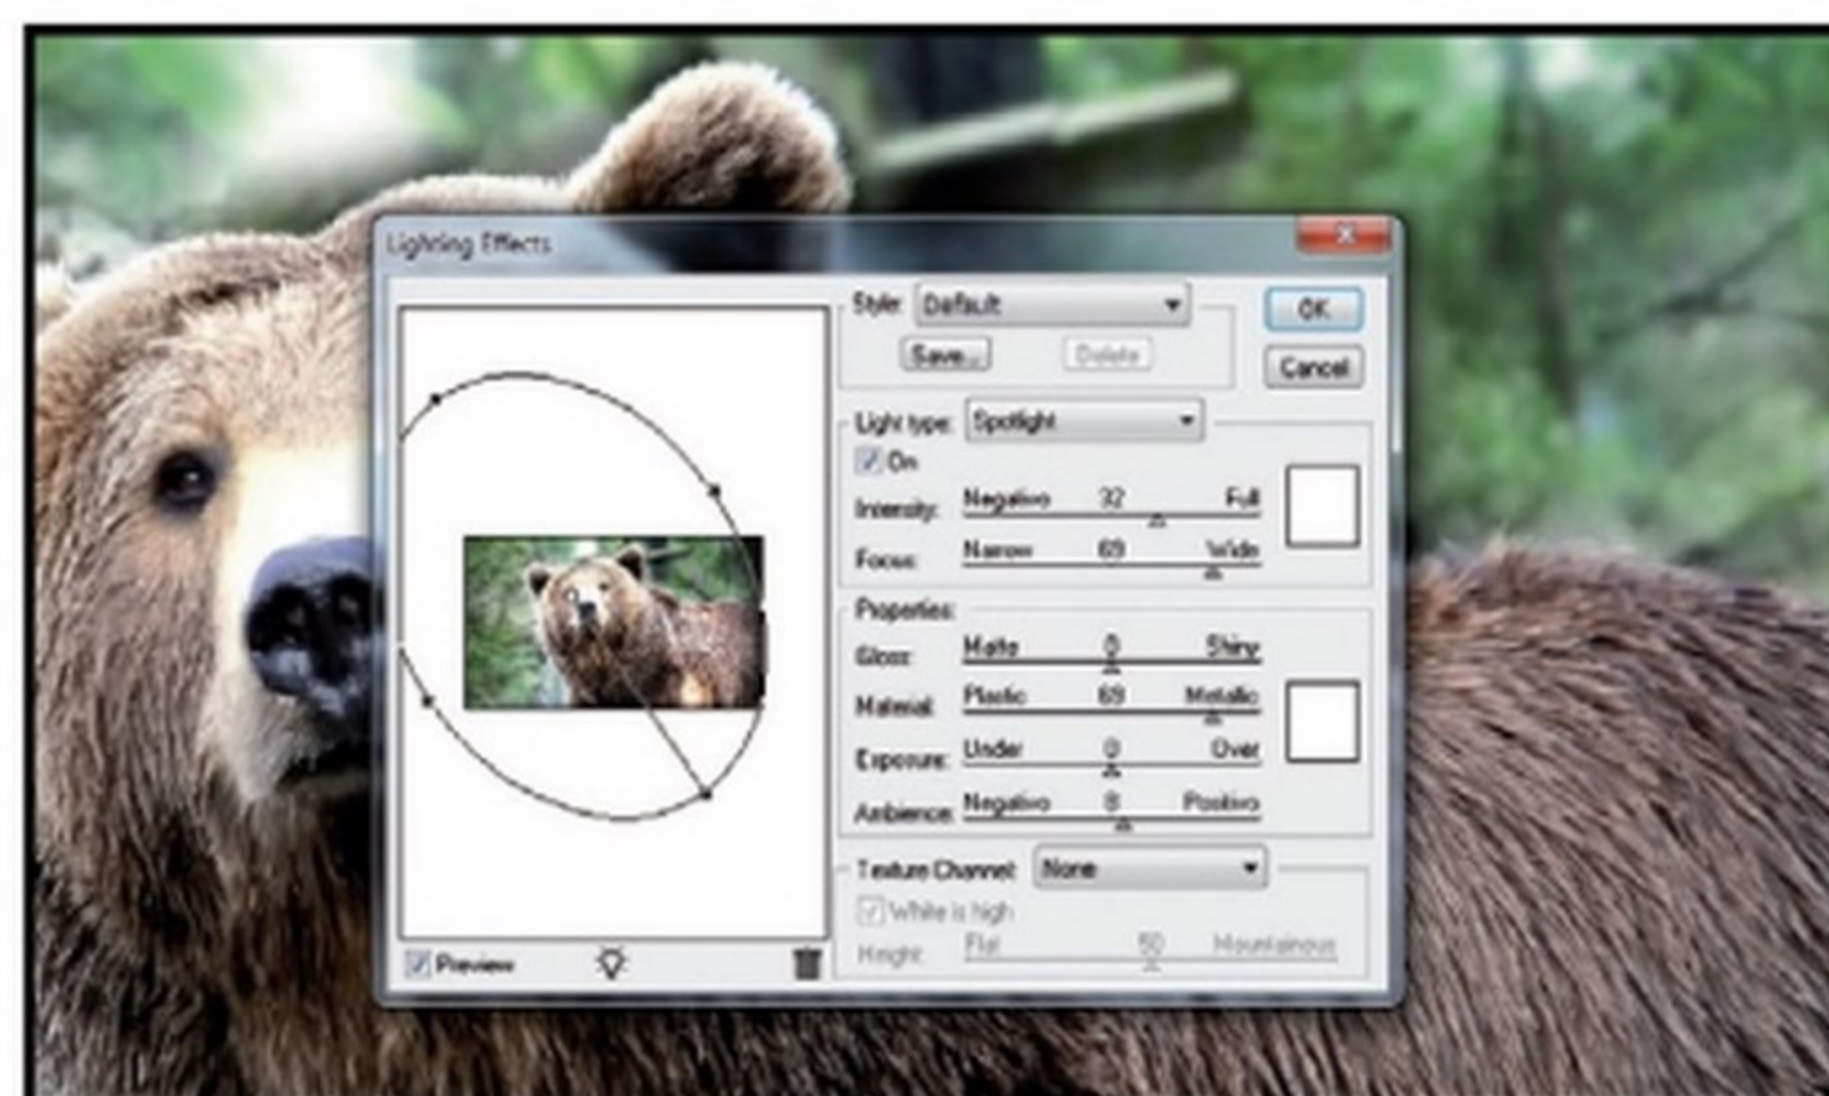 Lighting Effects
Style: Default
OK
Save...
Delete
Cancel
Light type: Spotlight
On
Intensity: Negative 32 Full
Focus: Narrow 69 Wide
Properties:
Gloss: Matte 0 Shiny
Material: Plastic 69 Metallic
Exposure: Under 0 Over
Ambience: Negative 8 Positive
Texture Channel: None
White is high
Height: Flat 50 Mountainous
Preview